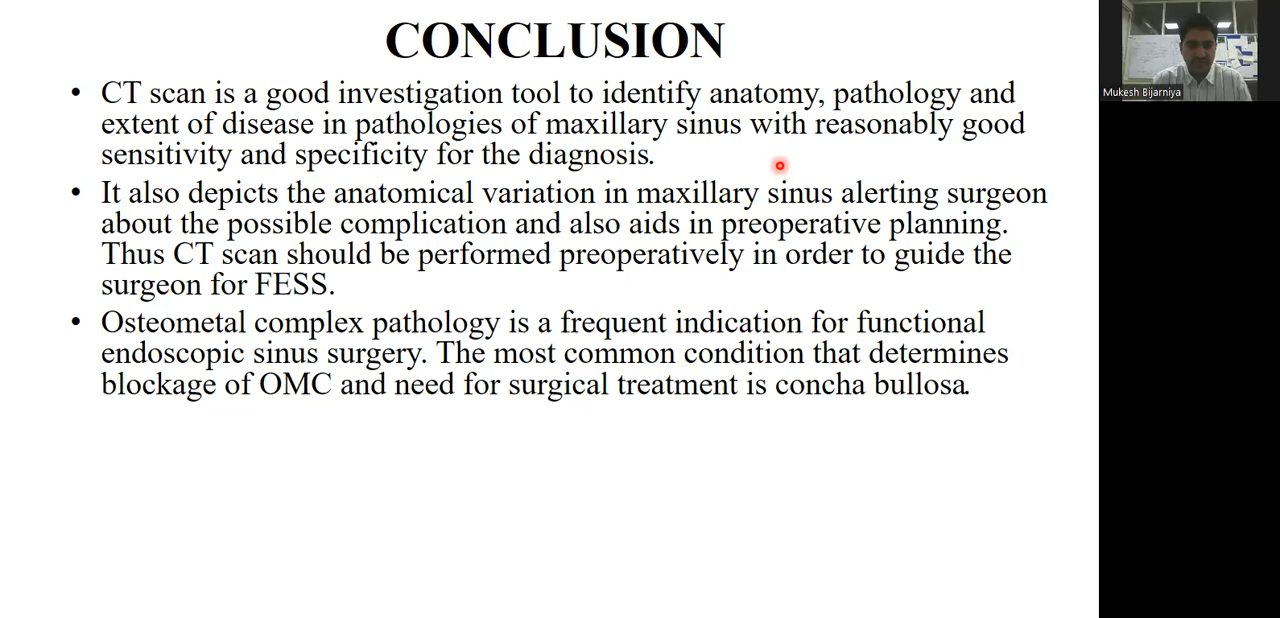 CONCLUSION
• CT scan is a good investigation tool to identify anatomy, pathology and
extent of disease in pathologies of maxillary sinus with reasonably good
sensitivity and specificity for the diagnosis.
• It also depicts the anatomical variation in maxillary sinus alerting surgeon
about the possible complication and also aids in preoperative planning.
Thus CT scan should be performed preoperatively in order to guide the
surgeon for FESS.
• Osteometal complex pathology is a frequent indication for functional
endoscopic sinus surgery. The most common condition that determines
blockage of OMC and need for surgical treatment is concha bullosa.
Mukesh Bijarniya